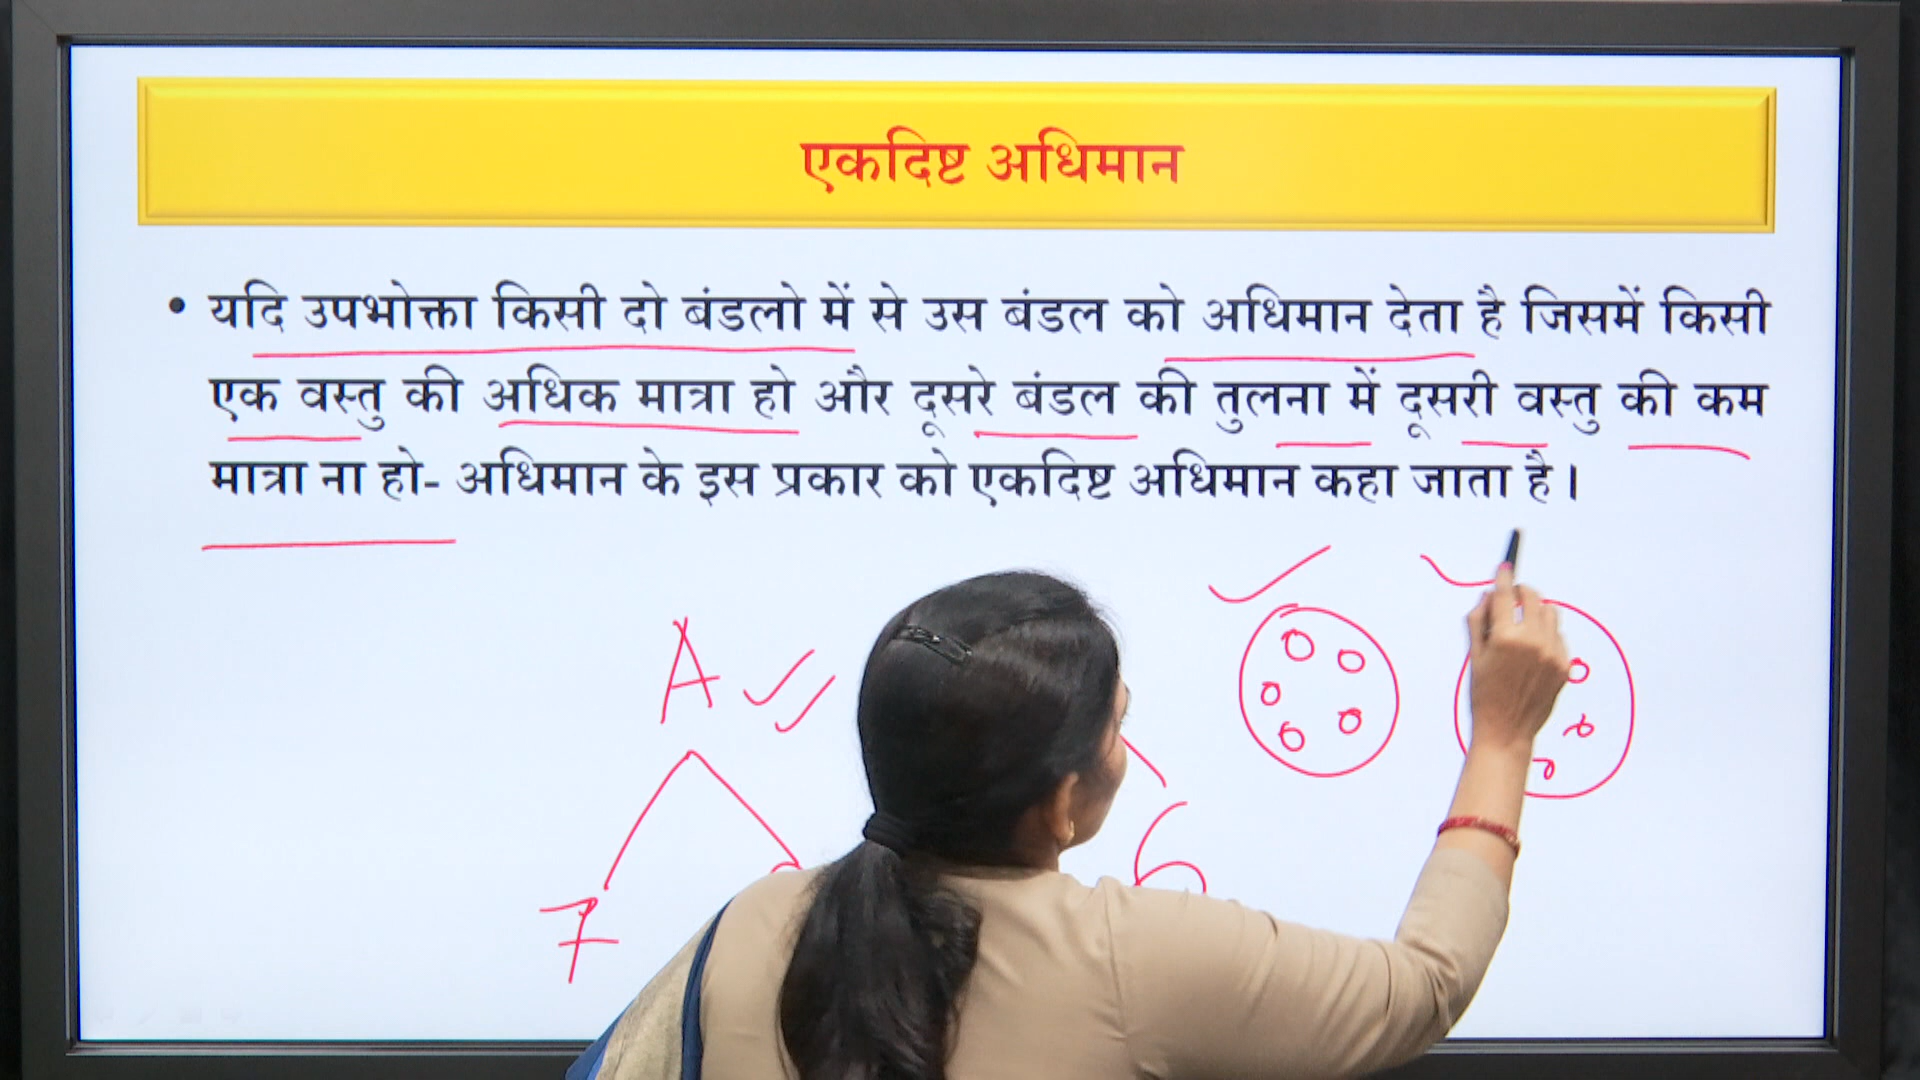 एकदिष्ट अधिमान
• यदि उपभोक्ता किसी दो बंडलो में से उस बंडल को अधिमान देता है जिसमें किसी
एक वस्तु की अधिक मात्रा हो और दूसरे बंडल की तुलना में दूसरी वस्तु की कम
मात्रा ना हो- अधिमान के इस प्रकार को एकदिष्ट अधिमान कहा जाता है।
A
7